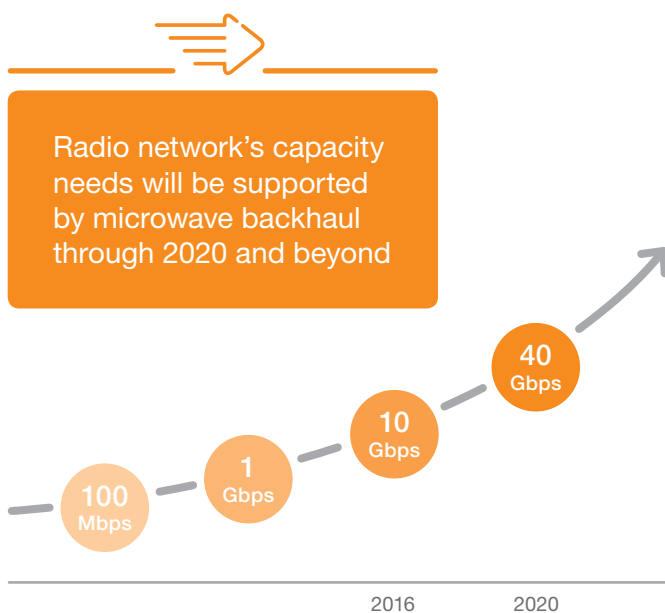 Radio network’s capacity
needs will be supported
by microwave backhaul
through 2020 and beyond
40
Gbps
10
Gbps
1
Gbps
100
Mbps
2016
2020